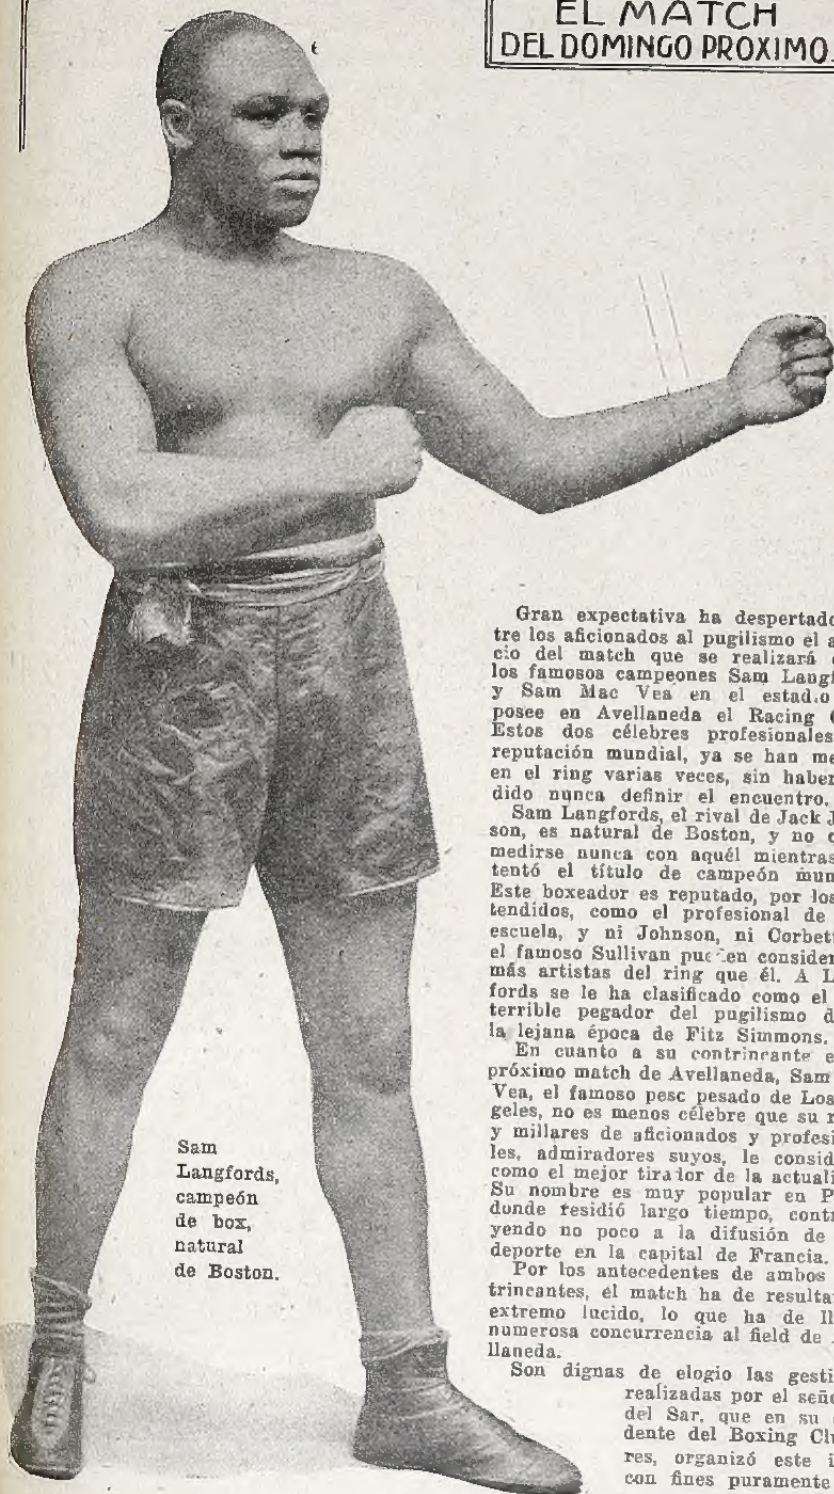 EL MATCH
DEL DOMINGO PROXIMO.
Gran expectativa ha despertado
tre los aficionados al pugilismo el a
cio del match que se realizará
los famosos campeones Sam Langf
y Sam Mac Vea en el estad.o
posee en Avellaneda el Racing
Estos dos célebres profesionales
reputación mundial, ya se han me
en el ring varias veces, sin haber
dido nunca definir el encuentro.
Sam Langfords, el rival de Jack J
son, es natural de Boston, y no
medirse nunca con aquél mientras
tentó el título de campeón mun
Este boxeador es reputado, por los
tendidos, como el profesional de
escuela, y ni Johnson, ni Corbett
el famoso Sullivan pueden consider
más artistas del ring que él. A L
fords se le ha clasificado como el
terrible pegador del pugilismo d
la lejana época de Fitz Simmons.
En cuanto a su contrincante e
próximo match de Avellaneda, Sam
Vea, el famoso pesc pesado de Los
geles, no es menos célebre que su r
y millares de aficionados y profesi
les, admiradores suyos, le consid
como el mejor tirador de la actuali
Su nombre es muy popular en P
donde residió largo tiempo, contr
yendo no poco a la difusión de
deporte en la capital de Francia.
Por los antecedentes de ambos
trincantes, el match ha de resulta
extremo lucido, lo que ha de ll
numerosa concurrencia al field de
llaneda.
Son dignas de elogio las gesti
realizadas por el seño
del Sar, que en su
dente del Boxing Clu
res, organizó este i
con fines puramente
Sam
Langfords,
campeón
de box,
natural
de Boston.